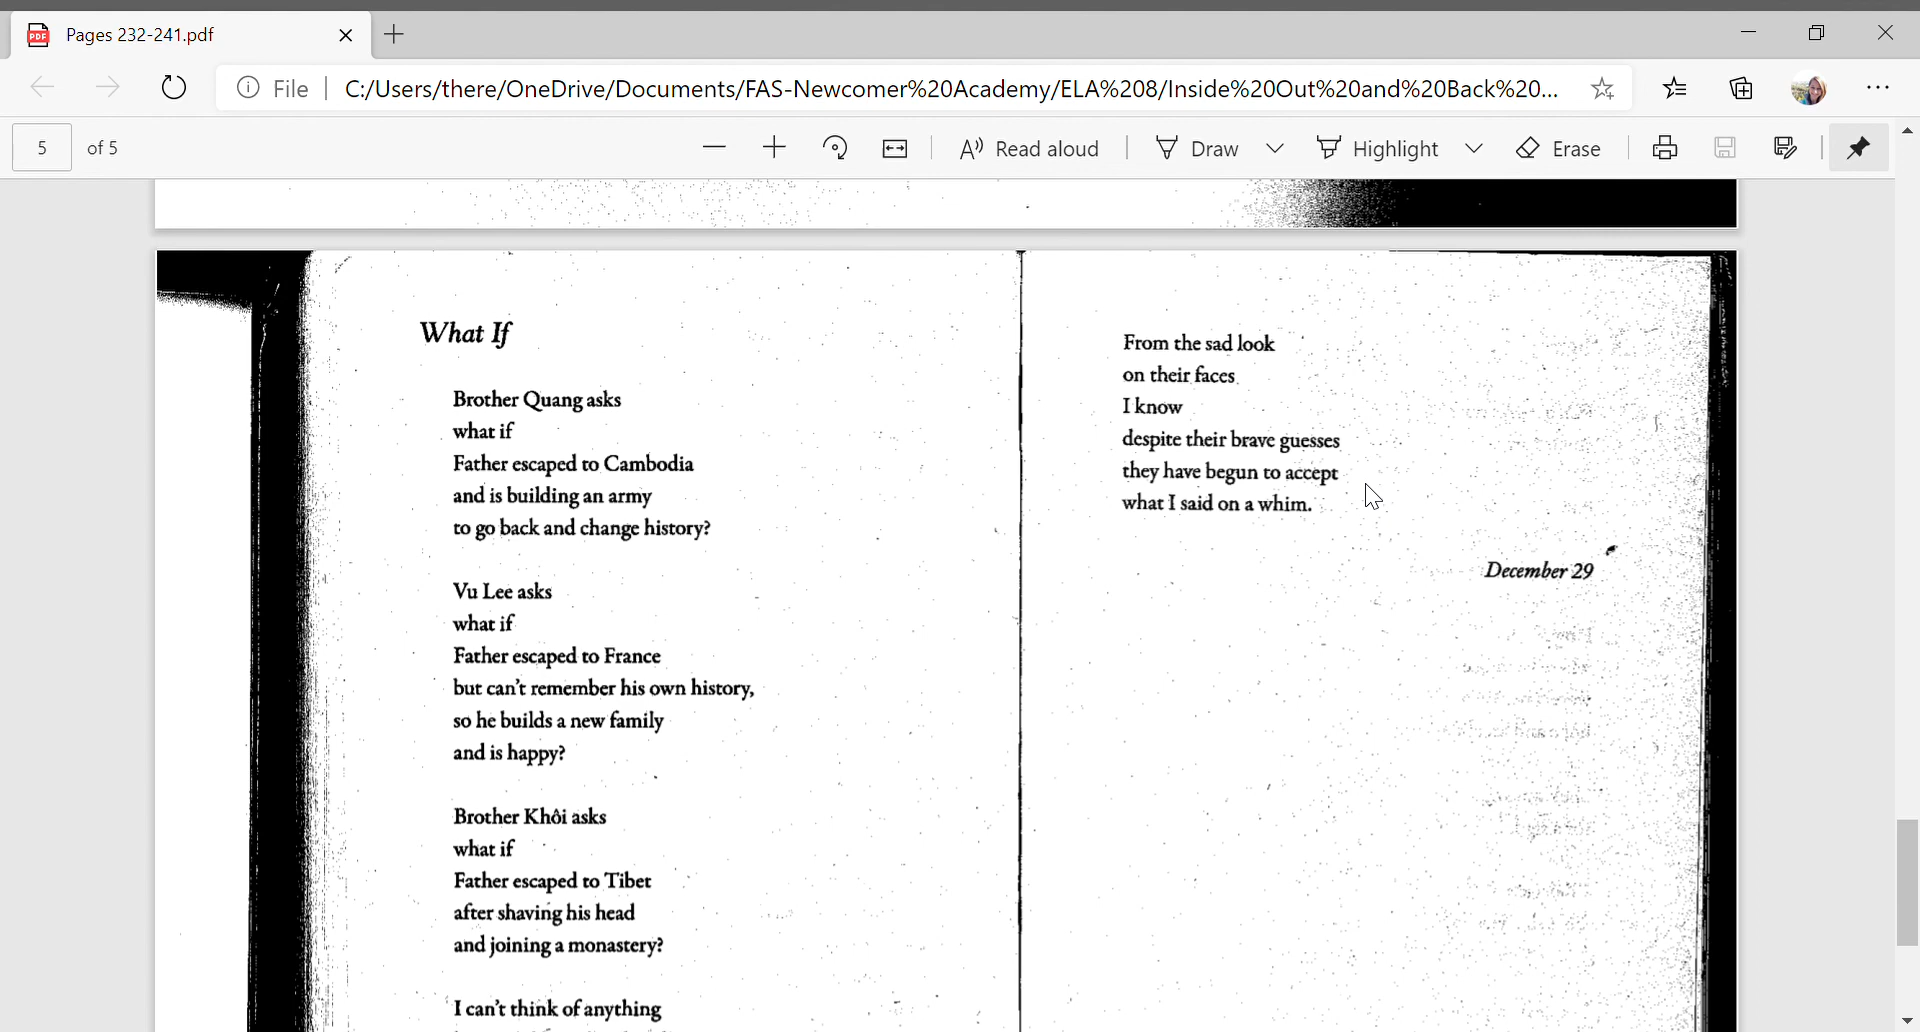 Pages 232-241.pdf
File
C:/Users/there/OneDrive/Documents/FAS-Newcomer%20Academy/ELA%208/Inside%20Out%20and%20Back%20...
5 of 5
Read aloud
Draw
Highlight
Erase
What If
Brother Quang asks
what if
Father escaped to Cambodia
and is building an army
to go back and change history?
Vu Lee asks
what if
Father escaped to France
but can't remember his own history,
so he builds a new family
and is happy?
Brother Khôi asks
what if
Father escaped to Tibet
after shaving his head
and joining a monastery?
I can't think of anything
From the sad look
on their faces
I know
despite their brave guesses
they have begun to accept
what I said on a whim.
December 29